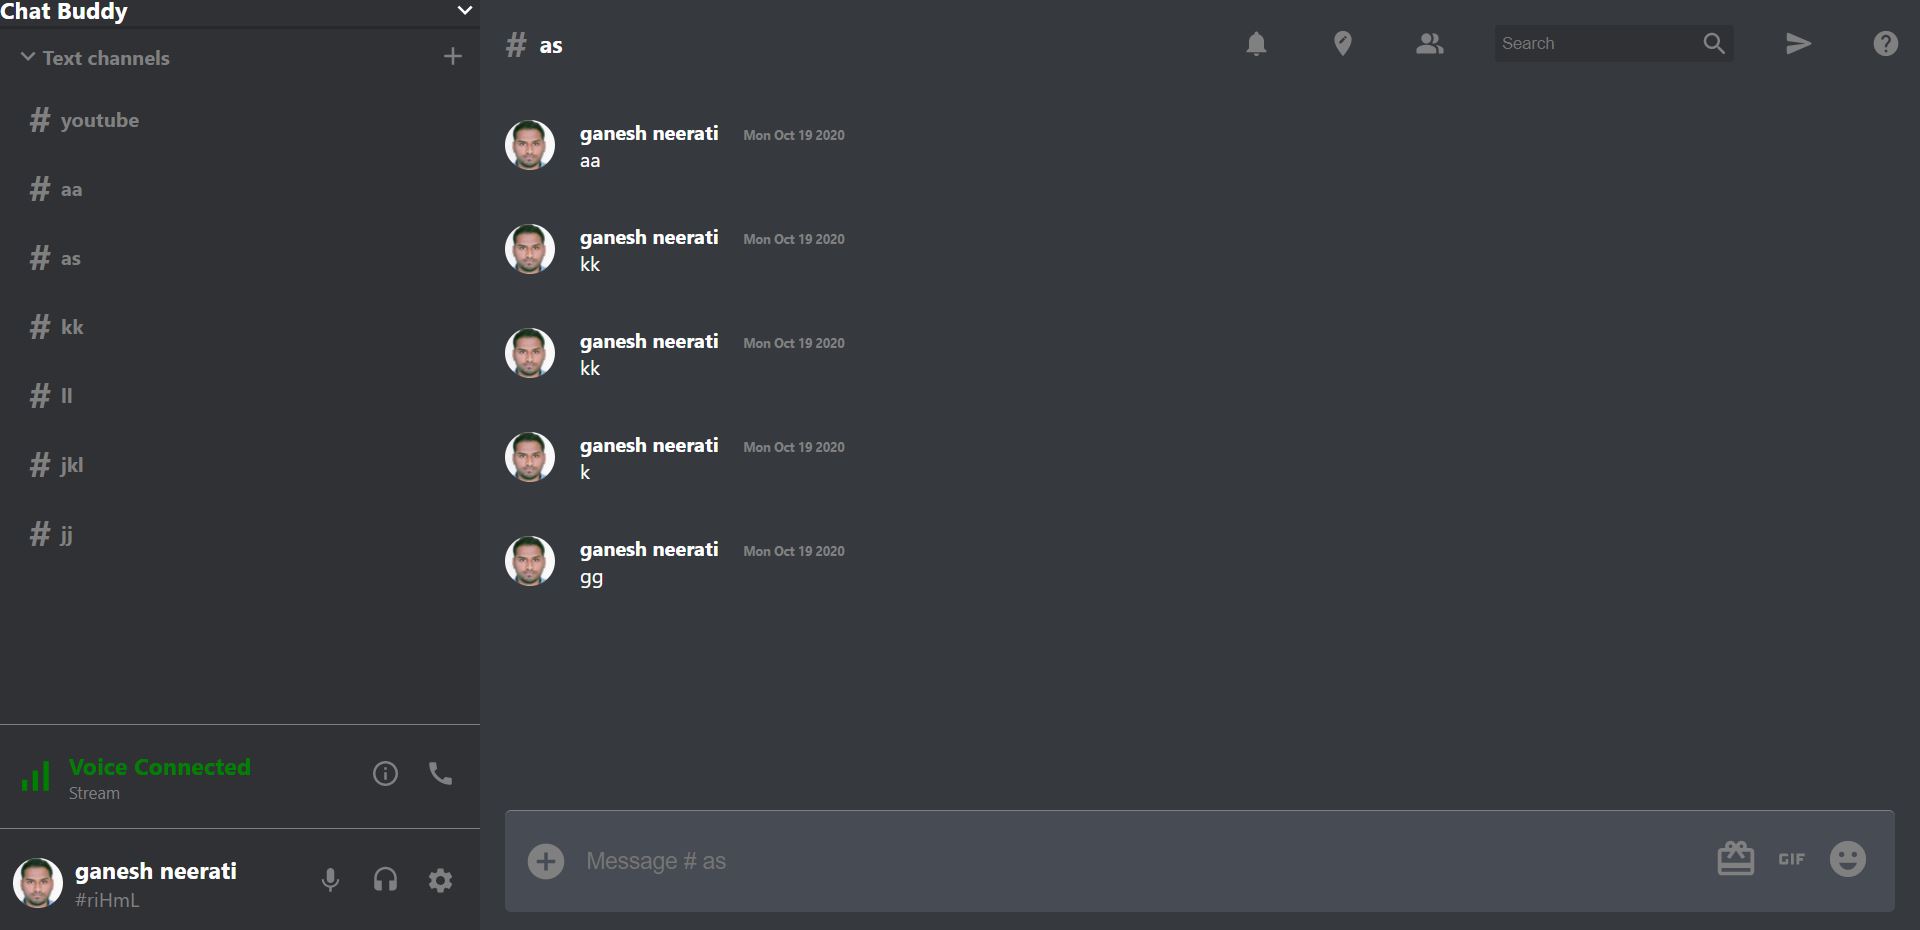 Chat Buddy
Text channels
# youtube
# aa
# as
# kk
# ll
# jkl
# jj
Voice Connected
Stream
ganesh neerati
#riHmL
# as
Search
ganesh neerati Mon Oct 19 2020
aa
ganesh neerati Mon Oct 19 2020
kk
ganesh neerati Mon Oct 19 2020
kk
ganesh neerati Mon Oct 19 2020
k
ganesh neerati Mon Oct 19 2020
gg
Message # as
GIF